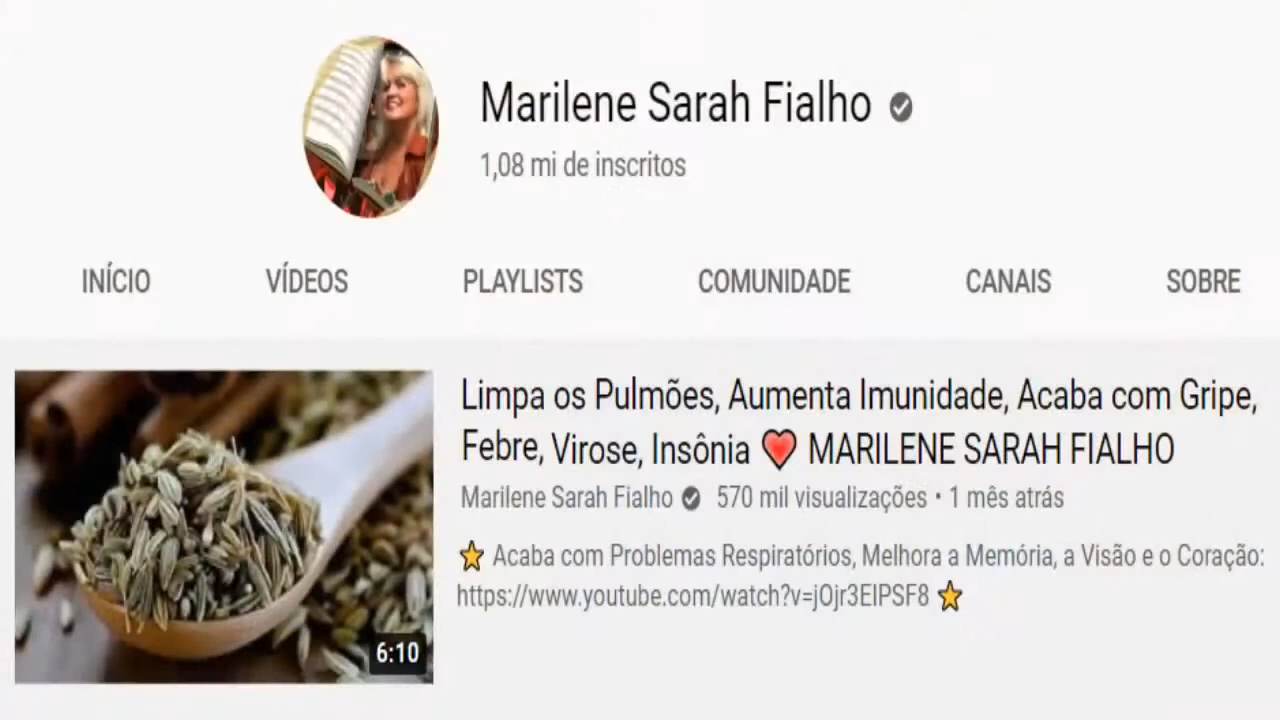 Marilene Sarah Fialho
1,08 mi de inscritos
INÍCIO VÍDEOS PLAYLISTS COMUNIDADE CANAIS SOBRE
Limpa os Pulmões, Aumenta Imunidade, Acaba com Gripe,
Febre, Virose, Insônia ❤️ MARILENE SARAH FIALHO
Marilene Sarah Fialho 570 mil visualizações • 1 mês atrás
⭐ Acaba com Problemas Respiratórios, Melhora a Memória, a Visão e o Coração:
https://www.youtube.com/watch?v=jOjr3ElPSF8 ⭐
6:10